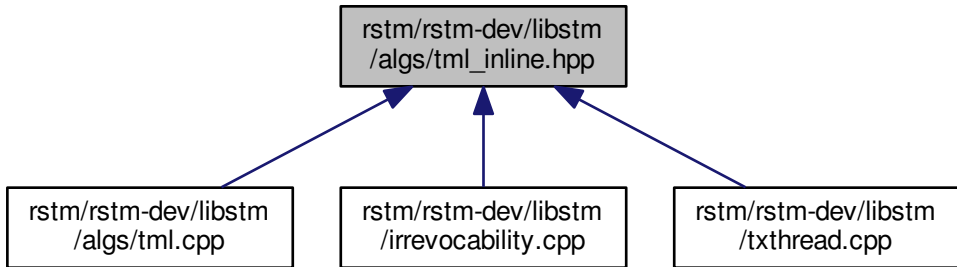 rstm/rstm-dev/libstm
/algs/tml_inline.hpp
rstm/rstm-dev/libstm
/algs/tml.cpp
rstm/rstm-dev/libstm
/irrevocability.cpp
rstm/rstm-dev/libstm
/txthread.cpp